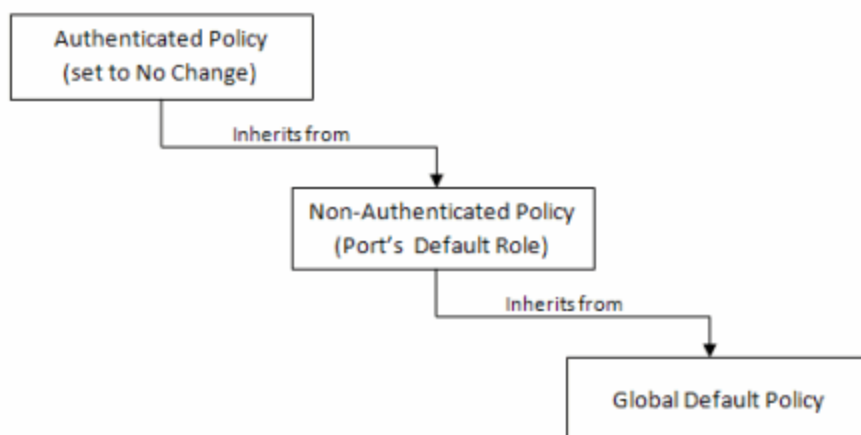 Authenticated Policy
(set to No Change)
Inherits from
Non-Authenticated Policy
(Port's Default Role)
Inherits from
Global Default Policy